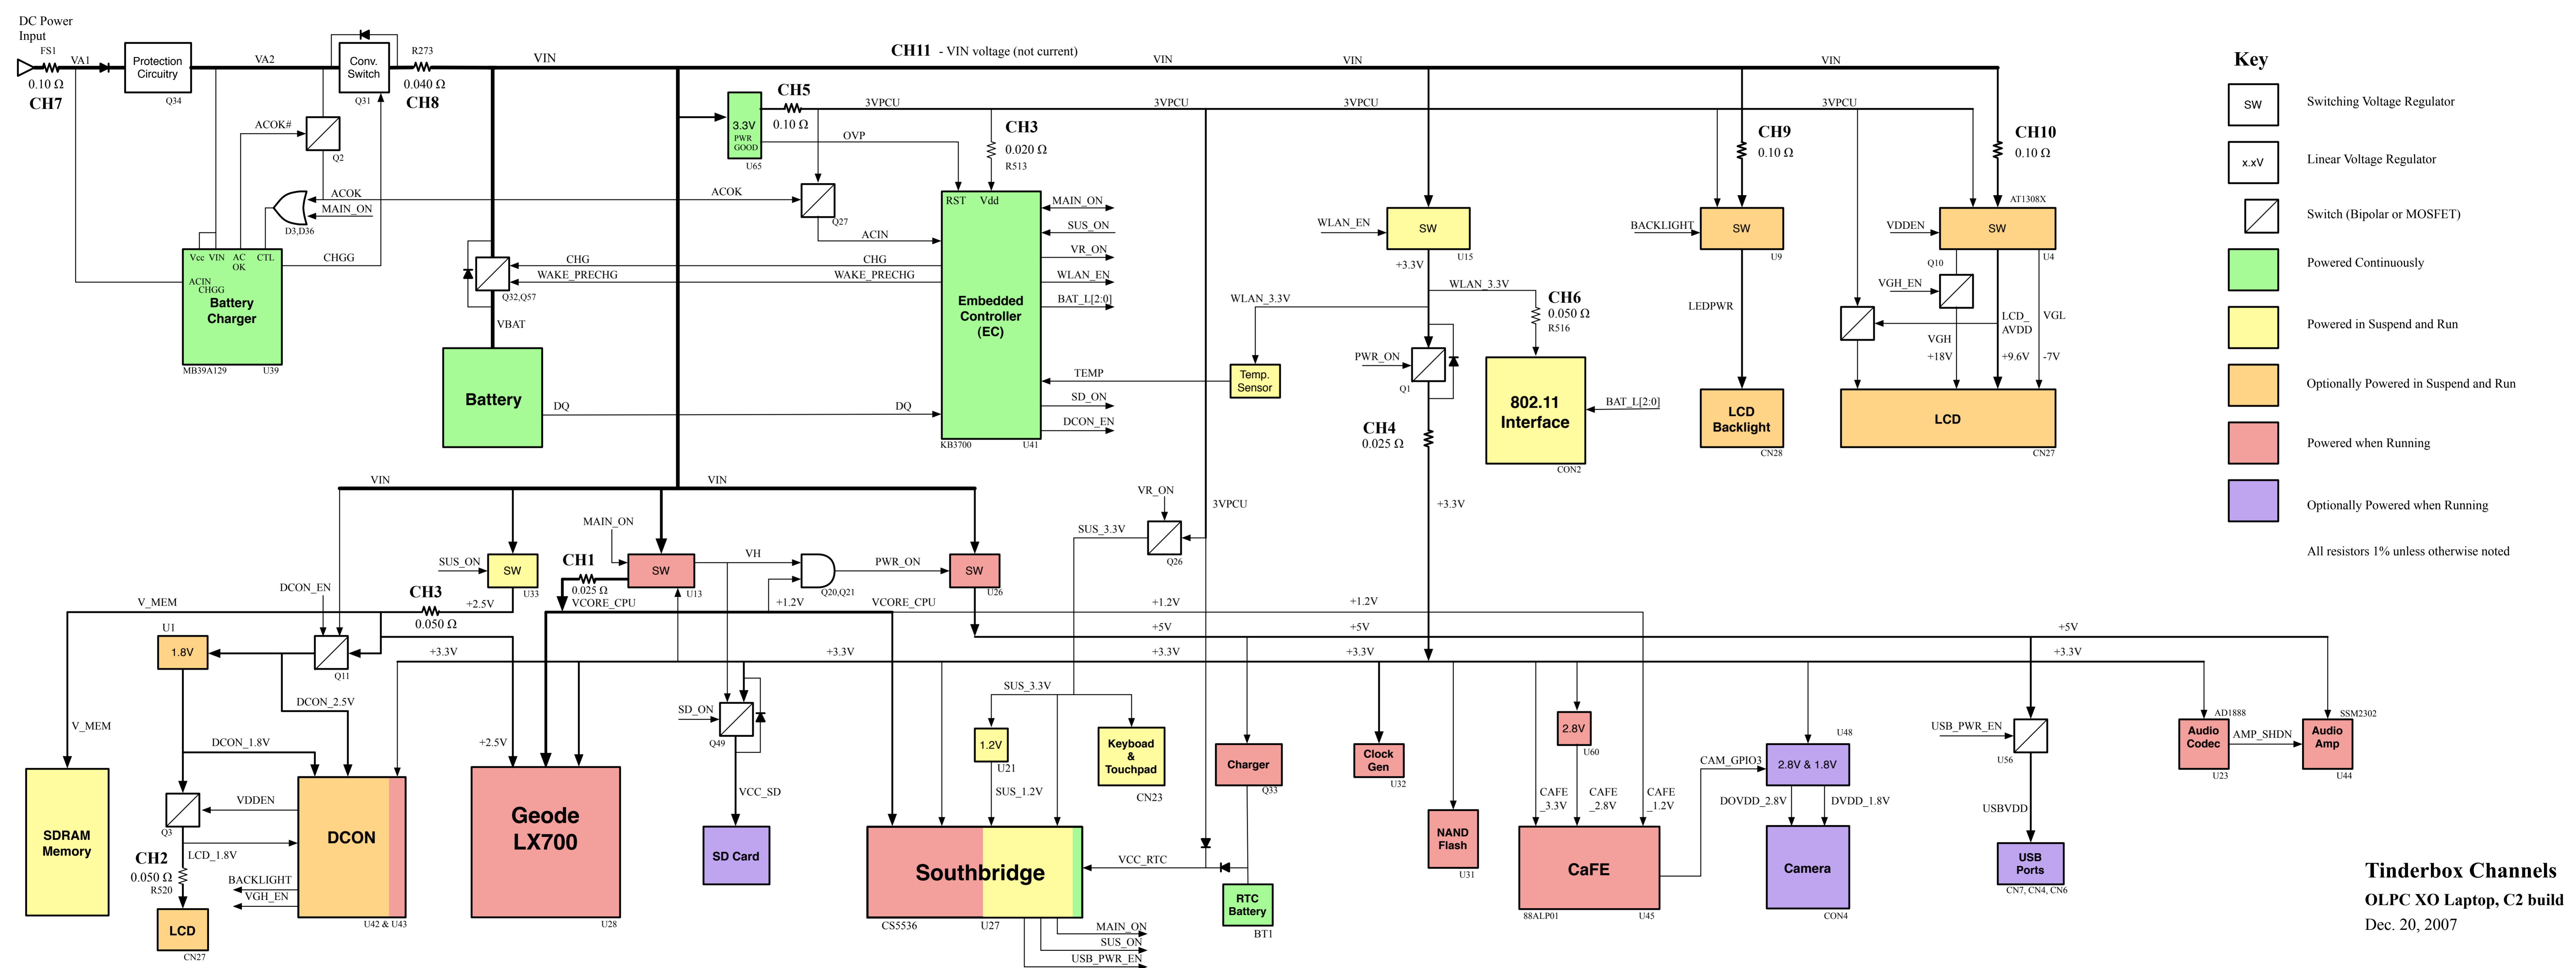 DC Power
Input
FS1
VA1
0.10 Ω
CH7
Protection
Circuitry
Q34
VA2
Conv.
Switch
Q31
R273
0.040 Ω
CH8
VIN
CH11 - VIN voltage (not current)
VIN
VIN
VIN
ACOK#
Q2
ACOK
MAIN_ON
D3,D36
Vcc VIN AC OK CTL
CHGG
ACIN
CHGG
Battery
Charger
MB39A129
U39
3.3V
PWR
GOOD
U65
CH5
0.10 Ω
3VPCU
3VPCU
3VPCU
3VPCU
OVP
CH3
0.020 Ω
R513
ACOK
Q27
ACIN
CHG
WAKE_PRECHG
CHG
WAKE_PRECHG
Q32,Q57
VBAT
Battery
DQ
DQ
RST Vdd
Embedded
Controller
(EC)
KB3700
U41
MAIN_ON
SUS_ON
VR_ON
WLAN_EN
BAT_L[2:0]
TEMP
SD_ON
DCON_EN
WLAN_EN
SW
U15
+3.3V
WLAN_3.3V
WLAN_3.3V
CH6
0.050 Ω
R516
Temp.
Sensor
PWR_ON
Q1
CH4
0.025 Ω
802.11
Interface
CON2
BAT_L[2:0]
+3.3V
CH9
0.10 Ω
BACKLIGHT
SW
U9
LEDPWR
LCD
Backlight
CN28
CH10
0.10 Ω
AT1308X
VDDEN
SW
U4
Q10
VGH_EN
LCD_
AVDD
VGL
VGH
+18V
+9.6V
-7V
LCD
CN27
Key
SW
Switching Voltage Regulator
x.xV
Linear Voltage Regulator
Switch (Bipolar or MOSFET)
Powered Continuously
Powered in Suspend and Run
Optionally Powered in Suspend and Run
Powered when Running
Optionally Powered when Running
All resistors 1% unless otherwise noted
VIN
VIN
VR_ON
3VPCU
SUS_3.3V
Q26
MAIN_ON
SUS_ON
SW
U33
CH1
0.025 Ω
SW
U13
VH
Q20,Q21
PWR_ON
SW
U26
DCON_EN
V_MEM
CH3
0.050 Ω
+2.5V
VCORE_CPU
+1.2V
VCORE_CPU
+1.2V
+1.2V
U1
1.8V
Q11
+5V
+5V
+5V
+3.3V
+3.3V
+3.3V
+3.3V
+3.3V
V_MEM
DCON_2.5V
DCON_1.8V
+2.5V
SDRAM
Memory
Q3
VDDEN
LCD_1.8V
CH2
0.050 Ω
R520
BACKLIGHT
VGH_EN
LCD
CN27
DCON
U42 & U43
Geode
LX700
U28
SD_ON
Q49
VCC_SD
SD Card
SUS_3.3V
1.2V
U21
SUS_1.2V
Keyboad
&
Touchpad
CN23
Southbridge
CS5536
U27
MAIN_ON
SUS_ON
USB_PWR_EN
VCC_RTC
Charger
Q33
RTC
Battery
BT1
Clock
Gen
U32
NAND
Flash
U31
2.8V
U60
CAFE
_3.3V
CAFE
_2.8V
CAFE
_1.2V
CaFE
88ALP01
U45
CAM_GPIO3
U48
2.8V & 1.8V
DOVDD_2.8V
DVDD_1.8V
Camera
CON4
USB_PWR_EN
U56
USBVDD
USB
Ports
CN7, CN4, CN6
AD1888
Audio
Codec
U23
AMP_SHDN
SSM2302
Audio
Amp
U44
Tinderbox Channels
OLPC XO Laptop, C2 build
Dec. 20, 2007